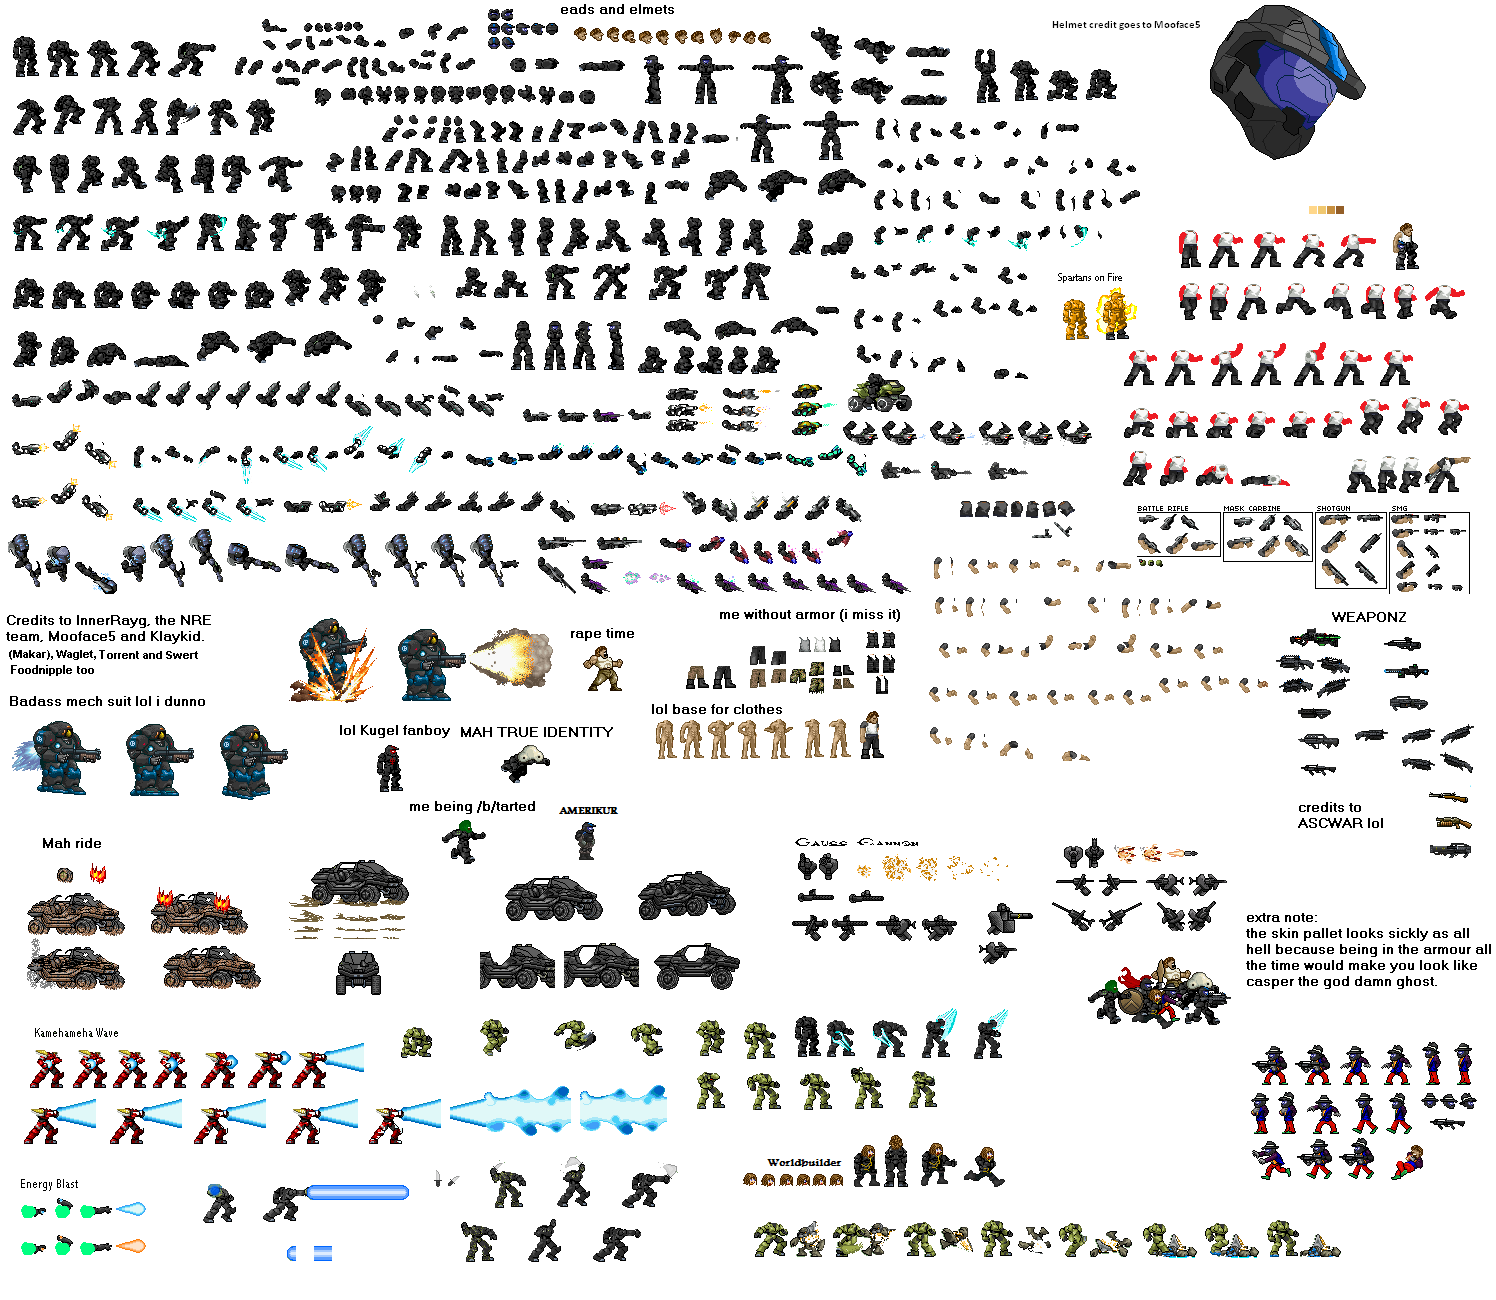 eads and elmets
Helmet credit goes to Mooface5
Spartans on Fire
BATTLE RIFLE
MASK CARBINE
SHOTGUN
SMG
Credits to InnerRayg, the NRE
team, Mooface5 and Klaykid.
(Makar), Waglet, Torrent and Swert
Foodnipple too
rape time
me without armor (i miss it)
WEAPONZ
Badass mech suit lol i dunno
lol Kugel fanboy
MAH TRUE IDENTITY
lol base for clothes
me being /b/tarted
AMERIKUR
credits to
ASCWAR lol
Mah ride
Gauss Cannon
extra note:
the skin pallet looks sickly as all
hell because being in the armour all
the time would make you look like
casper the god damn ghost.
Kamehameha Wave
Worldbuilder
Energy Blast